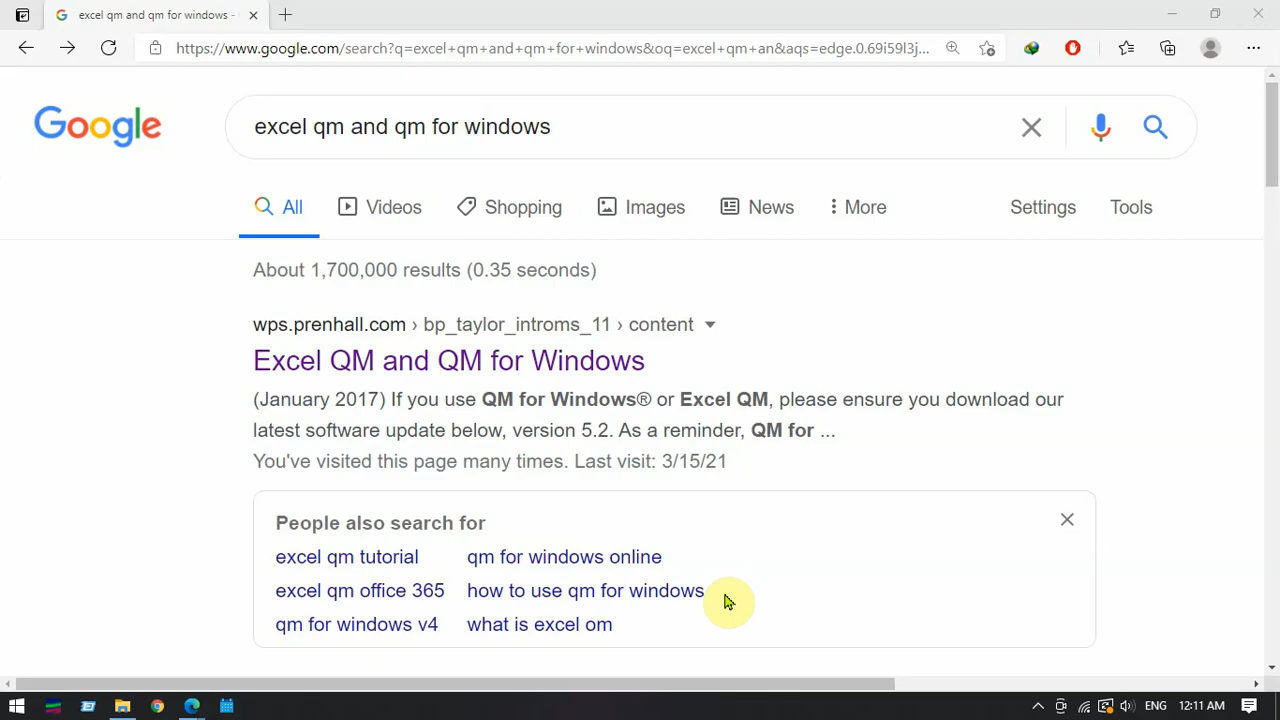 excel qm and qm for windows -
https://www.google.com/search?q=excel+qm+and+qm+for+windows&oq=excel+qm+an&aqs=edge.0.69i59l3j...
Google
excel qm and qm for windows
All Videos Shopping Images News More Settings Tools
About 1,700,000 results (0.35 seconds)
wps.prenhall.com › bp_taylor_introms_11 › content
Excel QM and QM for Windows
(January 2017) If you use QM for Windows® or Excel QM, please ensure you download our
latest software update below, version 5.2. As a reminder, QM for ...
You've visited this page many times. Last visit: 3/15/21
People also search for
excel qm tutorial qm for windows online
excel qm office 365 how to use qm for windows
qm for windows v4 what is excel om
ENG 12:11 AM